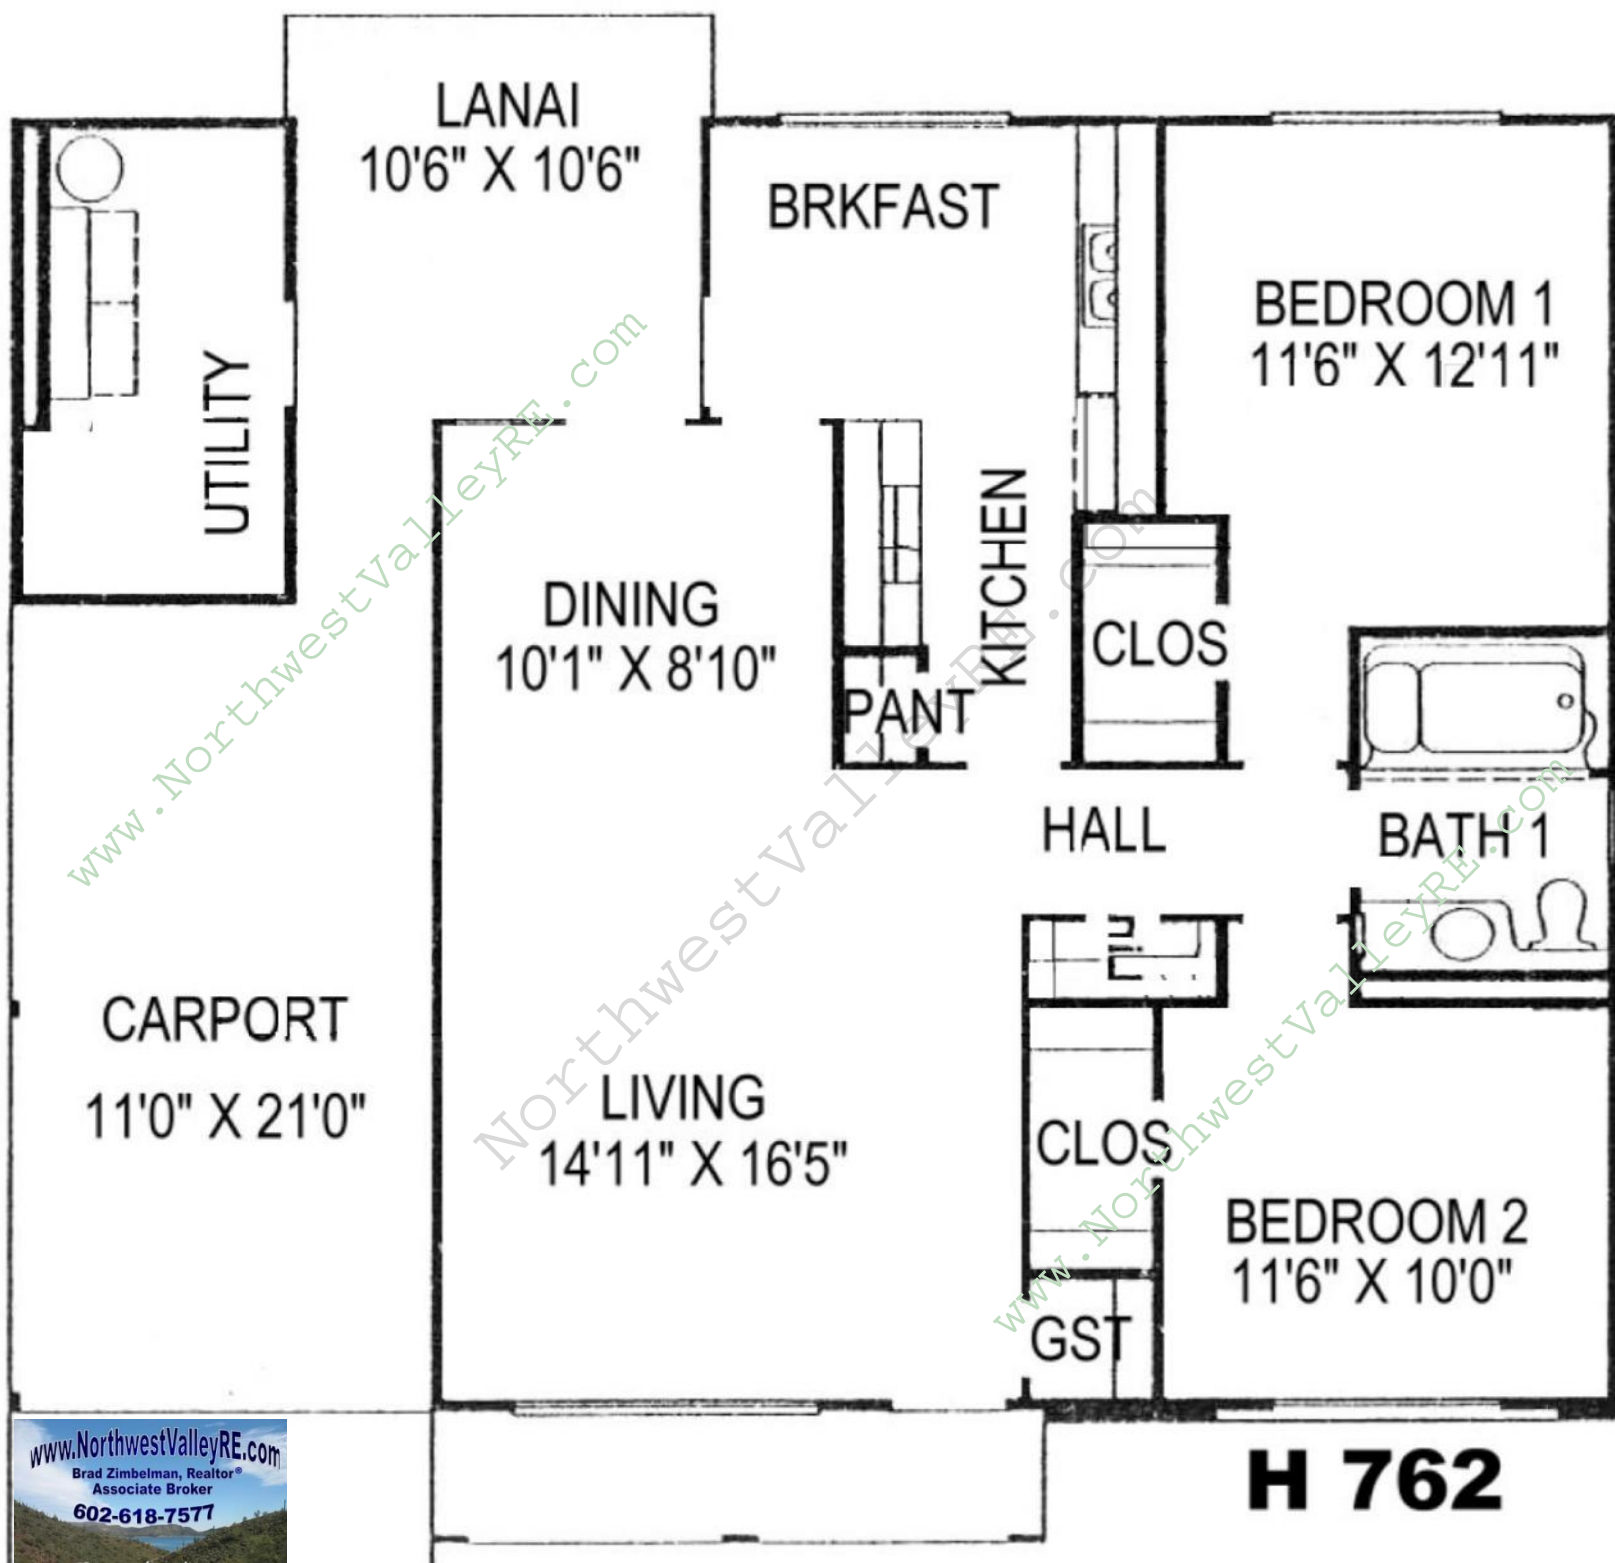 LANAI
10'6" X 10'6"
BRKFAST
BEDROOM 1
11'6" X 12'11"
UTILITY
KITCHEN
DINING
10'1" X 8'10"
CLOS
PANT
HALL
BATH 1
CARPORT
11'0" X 21'0"
LIVING
14'11" X 16'5"
CLOS
BEDROOM 2
11'6" X 10'0"
GST
H 762
www.NorthwestValleyRE.com
NorthwestValleyRE.com
www.NorthwestValleyRE.com
www.NorthwestValleyRE.com
Brad Zimbelman, Realtor®
Associate Broker
602-618-7577